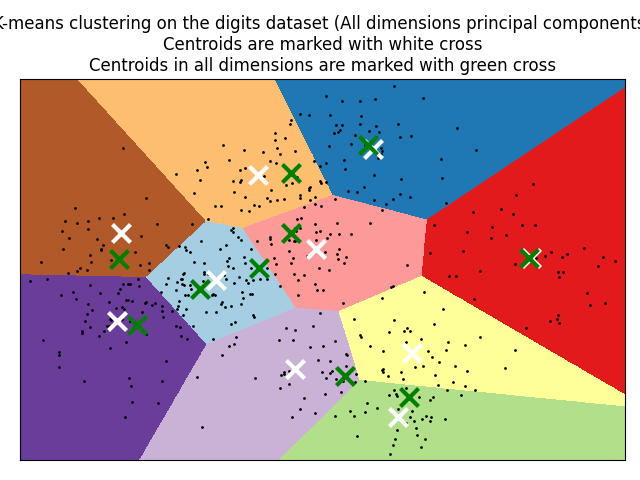 K-means clustering on the digits dataset (All dimensions principal components
Centroids are marked with white cross
Centroids in all dimensions are marked with green cross